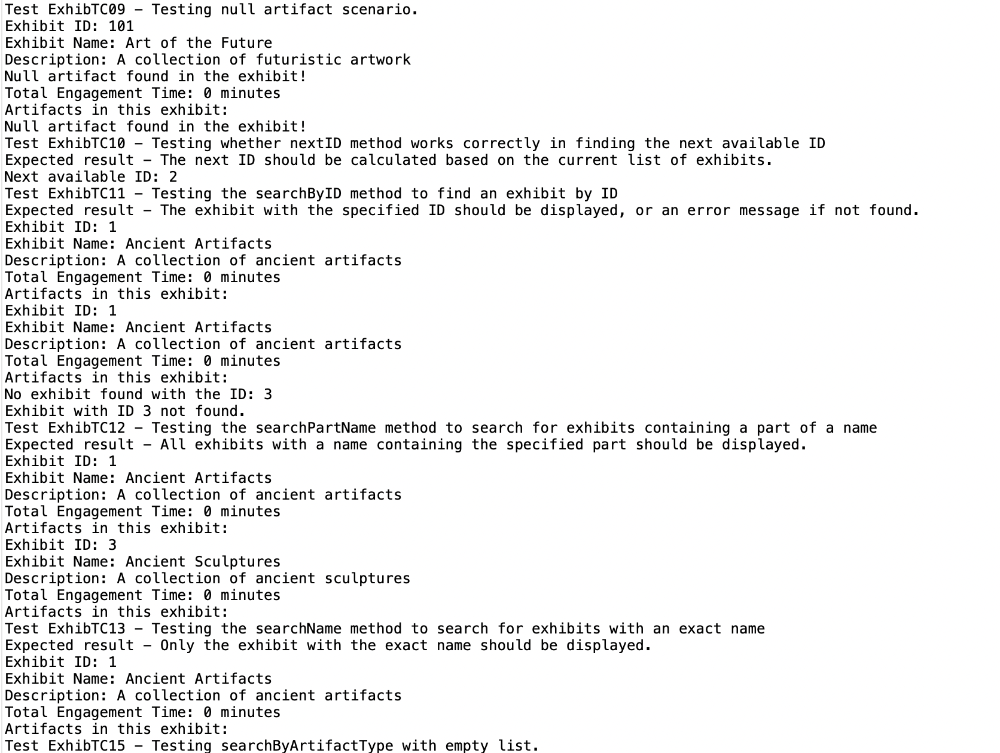 Test ExhibTC09 – Testing null artifact scenario.
Exhibit ID: 101
Exhibit Name: Art of the Future
Description: A collection of futuristic artwork
Null artifact found in the exhibit!
Total Engagement Time: 0 minutes
Artifacts in this exhibit:
Null artifact found in the exhibit!
Test ExhibTC10 – Testing whether nextID method works correctly in finding the next available ID
Expected result – The next ID should be calculated based on the current list of exhibits.
Next available ID: 2
Test ExhibTC11 – Testing the searchByID method to find an exhibit by ID
Expected result – The exhibit with the specified ID should be displayed, or an error message if not found.
Exhibit ID: 1
Exhibit Name: Ancient Artifacts
Description: A collection of ancient artifacts
Total Engagement Time: 0 minutes
Artifacts in this exhibit:
Exhibit ID: 1
Exhibit Name: Ancient Artifacts
Description: A collection of ancient artifacts
Total Engagement Time: 0 minutes
Artifacts in this exhibit:
No exhibit found with the ID: 3
Exhibit with ID 3 not found.
Test ExhibTC12 – Testing the searchPartName method to search for exhibits containing a part of a name
Expected result – All exhibits with a name containing the specified part should be displayed.
Exhibit ID: 1
Exhibit Name: Ancient Artifacts
Description: A collection of ancient artifacts
Total Engagement Time: 0 minutes
Artifacts in this exhibit:
Exhibit ID: 3
Exhibit Name: Ancient Sculptures
Description: A collection of ancient sculptures
Total Engagement Time: 0 minutes
Artifacts in this exhibit:
Test ExhibTC13 – Testing the searchName method to search for exhibits with an exact name
Expected result – Only the exhibit with the exact name should be displayed.
Exhibit ID: 1
Exhibit Name: Ancient Artifacts
Description: A collection of ancient artifacts
Total Engagement Time: 0 minutes
Artifacts in this exhibit:
Test ExhibTC15 – Testing searchByArtifactType with empty list.